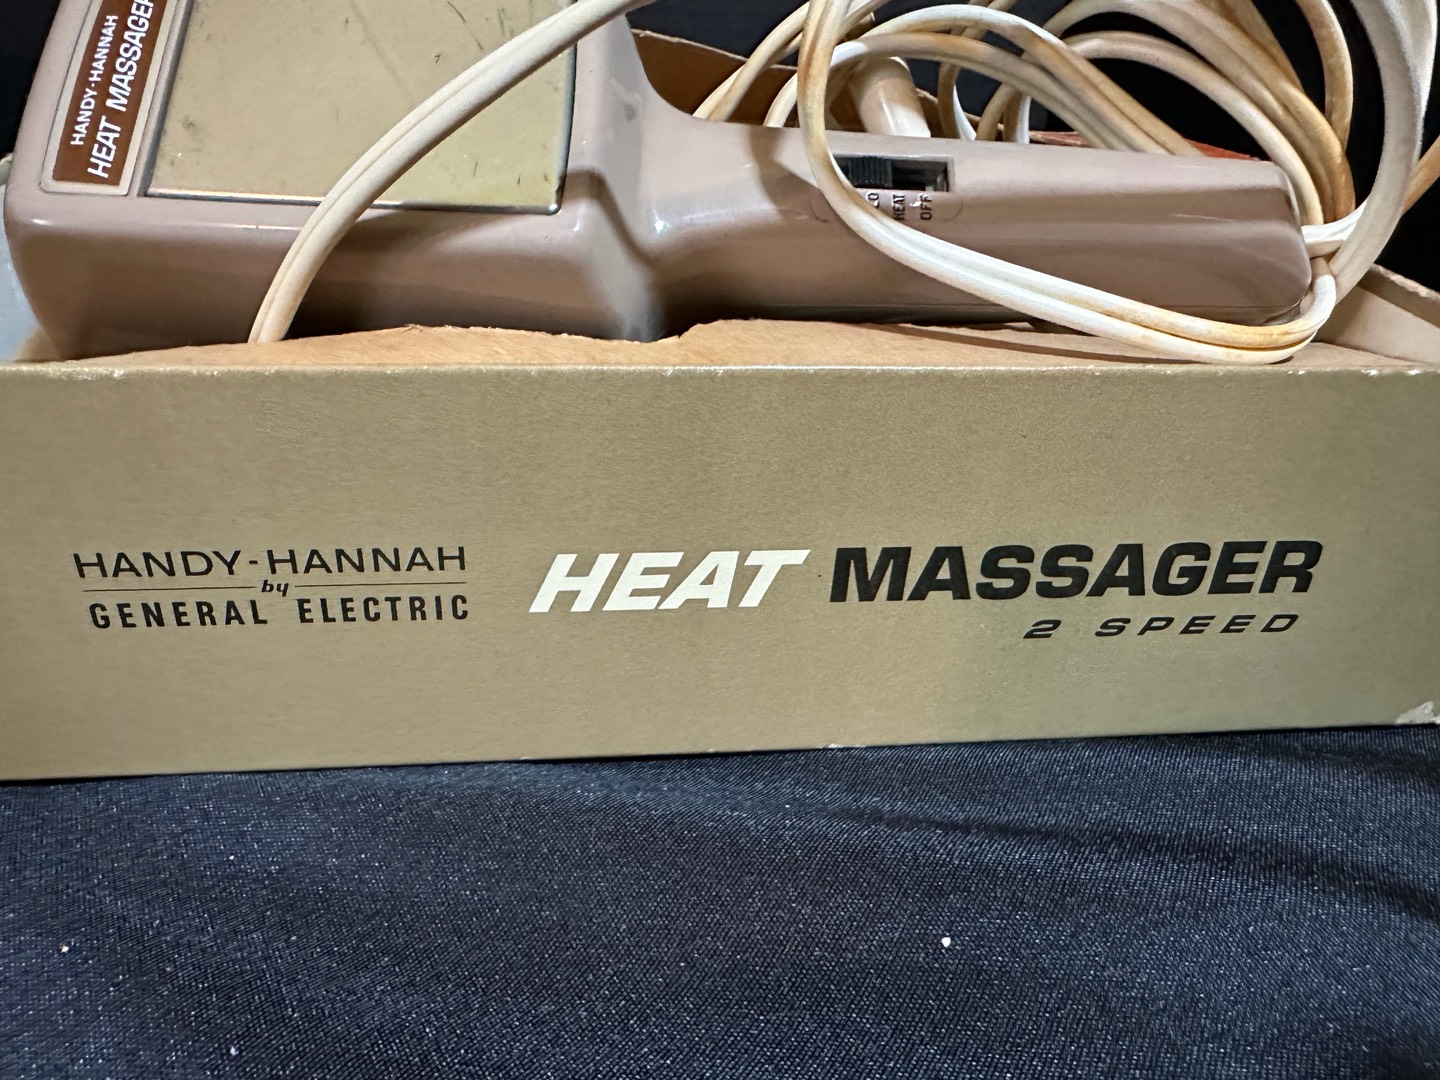 HANDY-HANNAH
HEAT MASSAGER
LO
HEAT
OFF
HANDY-HANNAH
by
GENERAL ELECTRIC
HEAT MASSAGER
2 SPEED